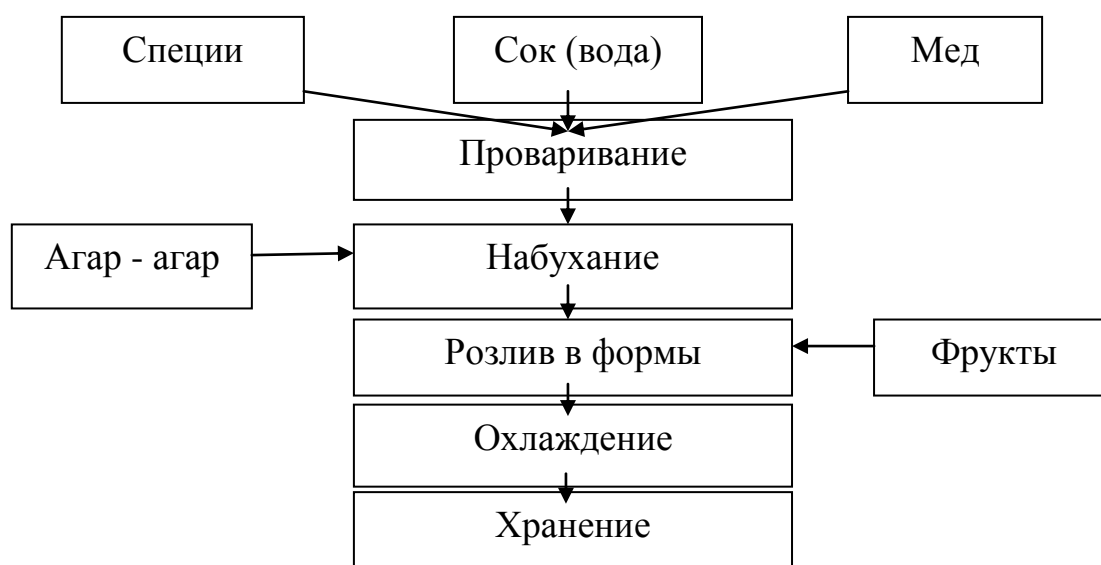 Специи
Сок (вода)
Мед
Проваривание
Агар - агар
Набухание
Розлив в формы
Фрукты
Охлаждение
Хранение